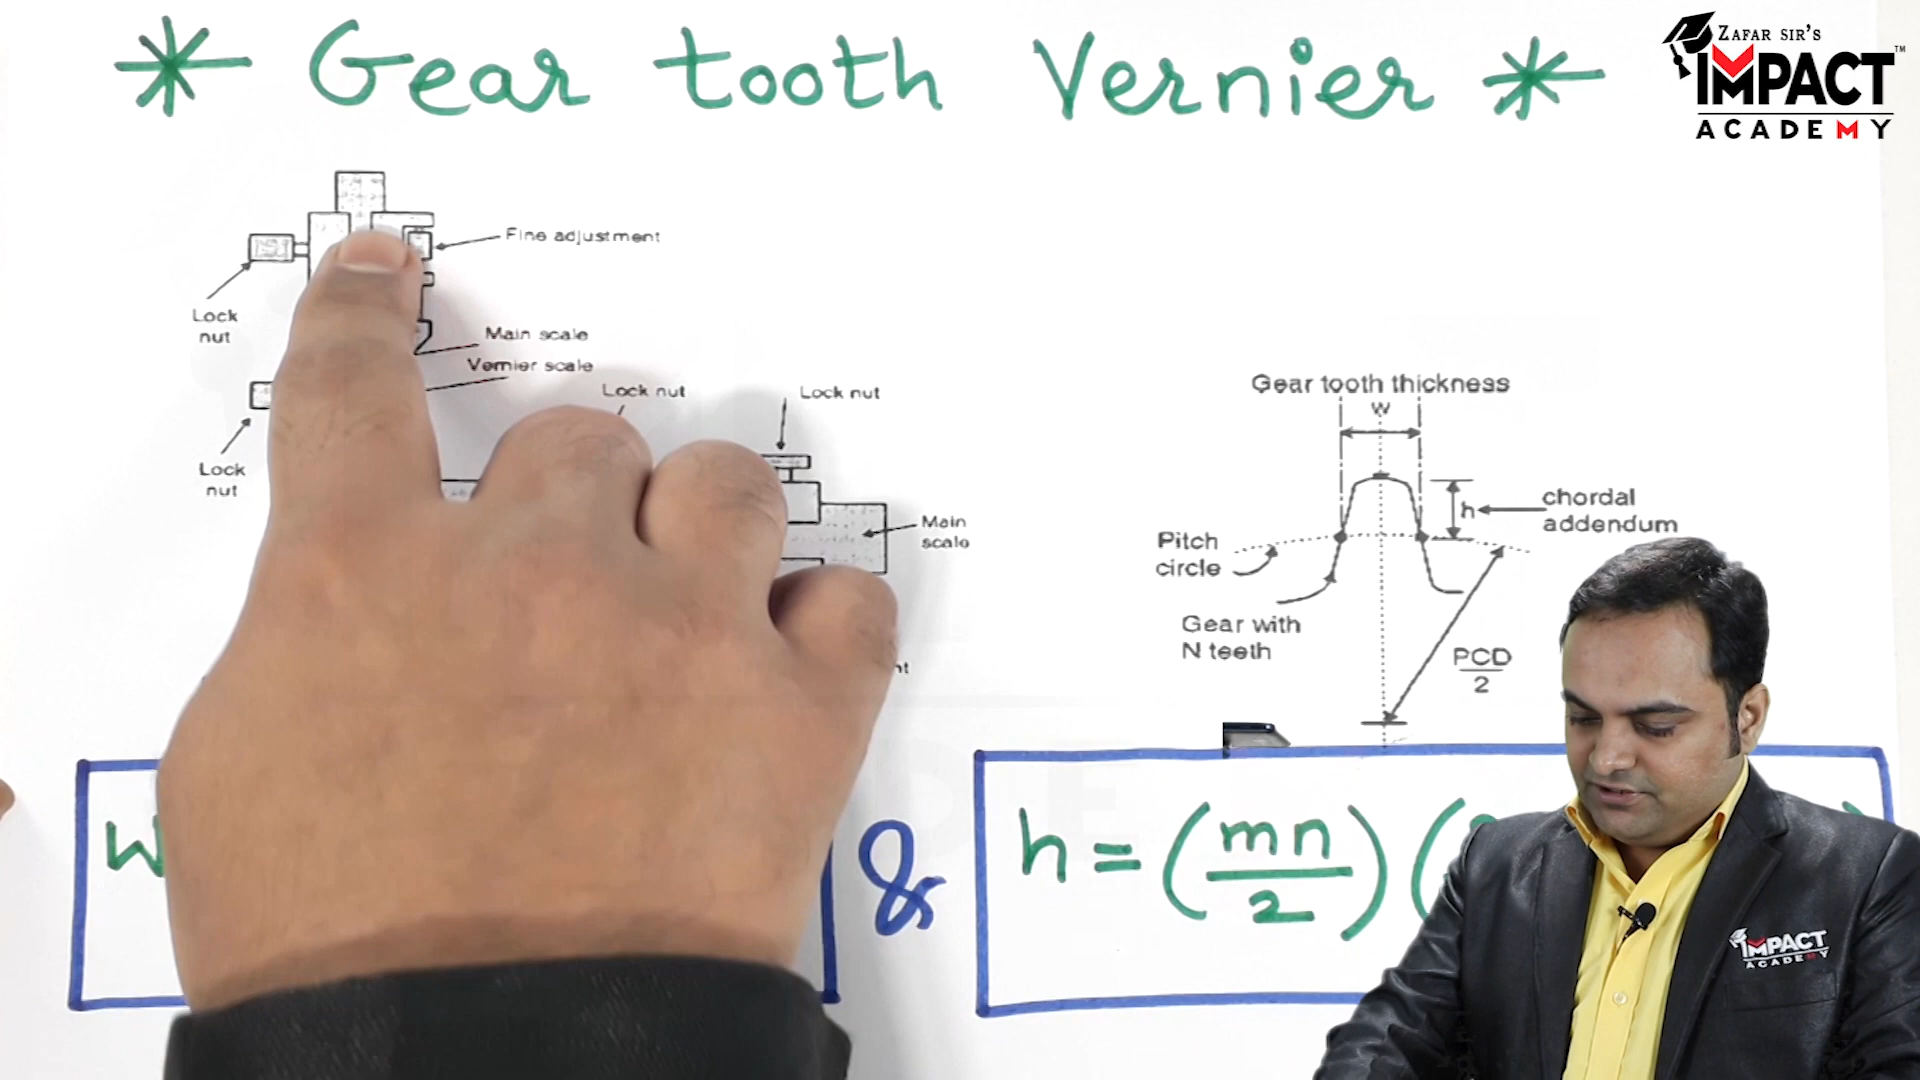 * Gear tooth Vernier *
ZAFAR SIR'S
IMPACT™
ACADEMY
Fine adjustment
Lock
nut
Main scale
Vernier scale
Lock nut
Lock nut
Lock
nut
Main
scale
Gear tooth thickness
W
h
chordal
addendum
Pitch
circle
Gear with
N teeth
PCD
2
W
&
h = (mn/2) (
IMPACT
ACADEMY